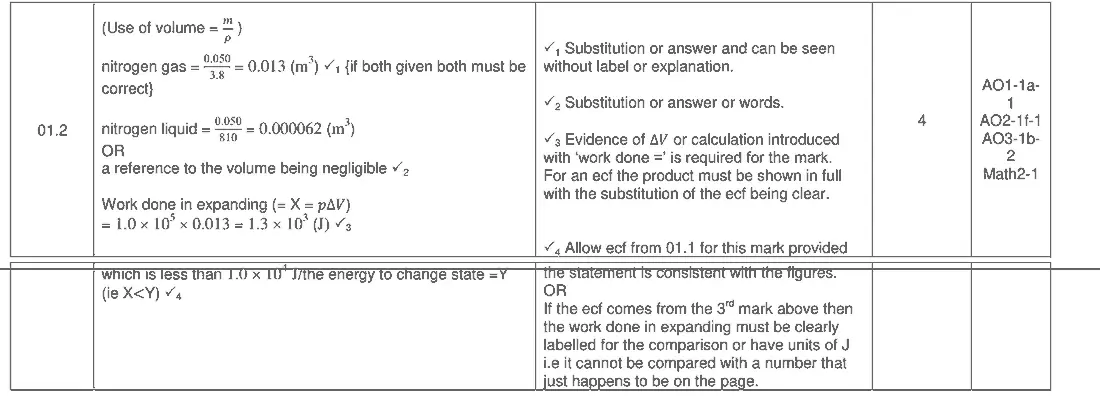 (Use of volume = m/ρ )
nitrogen gas = 0.050/3.8 = 0.013 (m³) ✓₁ {if both given both must be
correct}
nitrogen liquid = 0.050/810 = 0.000062 (m³)
OR
a reference to the volume being negligible ✓₂
Work done in expanding (= X = pΔV)
= 1.0 × 10⁵ × 0.013 = 1.3 × 10³ (J) ✓₃
✓₁ Substitution or answer and can be seen
without label or explanation.
✓₂ Substitution or answer or words.
✓₃ Evidence of ΔV or calculation introduced
with ‘work done =’ is required for the mark.
For an ecf the product must be shown in full
with the substitution of the ecf being clear.
✓₄ Allow ecf from 01.1 for this mark provided
01.2
4
AO1-1a-
1
AO2-1f-1
AO3-1b-
2
Math2-1
which is less than 1.0 × 10⁴ J/the energy to change state =Y
(ie X<Y) ✓₄
the statement is consistent with the figures.
OR
If the ecf comes from the 3ʳᵈ mark above then
the work done in expanding must be clearly
labelled for the comparison or have units of J
i.e it cannot be compared with a number that
just happens to be on the page.